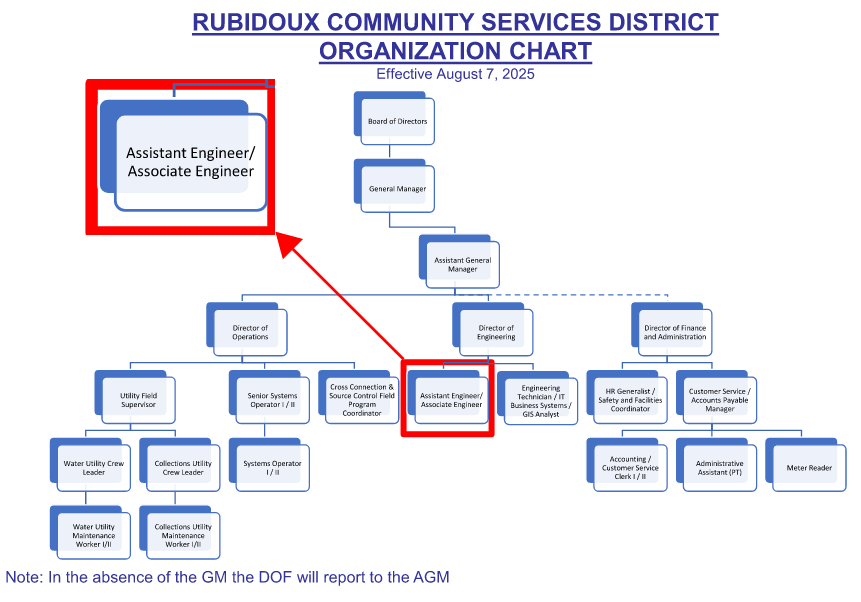 RUBIDOUX COMMUNITY SERVICES DISTRICT
ORGANIZATION CHART
Effective August 7, 2025
Assistant Engineer/
Associate Engineer
Board of Directors
General Manager
Assistant General
Manager
Director of
Operations
Director of
Engineering
Director of Finance
and Administration
Utility Field
Supervisor
Senior Systems
Operator I / II
Cross Connection &
Source Control Field
Program
Coordinator
Assistant Engineer/
Associate Engineer
Engineering
Technician / IT
Business Systems /
GIS Analyst
HR Generalist /
Safety and Facilities
Coordinator
Customer Service /
Accounts Payable
Manager
Water Utility Crew
Leader
Collections Utility
Crew Leader
Systems Operator
I / II
Accounting /
Customer Service
Clerk I / II
Administrative
Assistant (PT)
Meter Reader
Water Utility
Maintenance
Worker I/II
Collections Utility
Maintenance
Worker I/II
Note: In the absence of the GM the DOF will report to the AGM